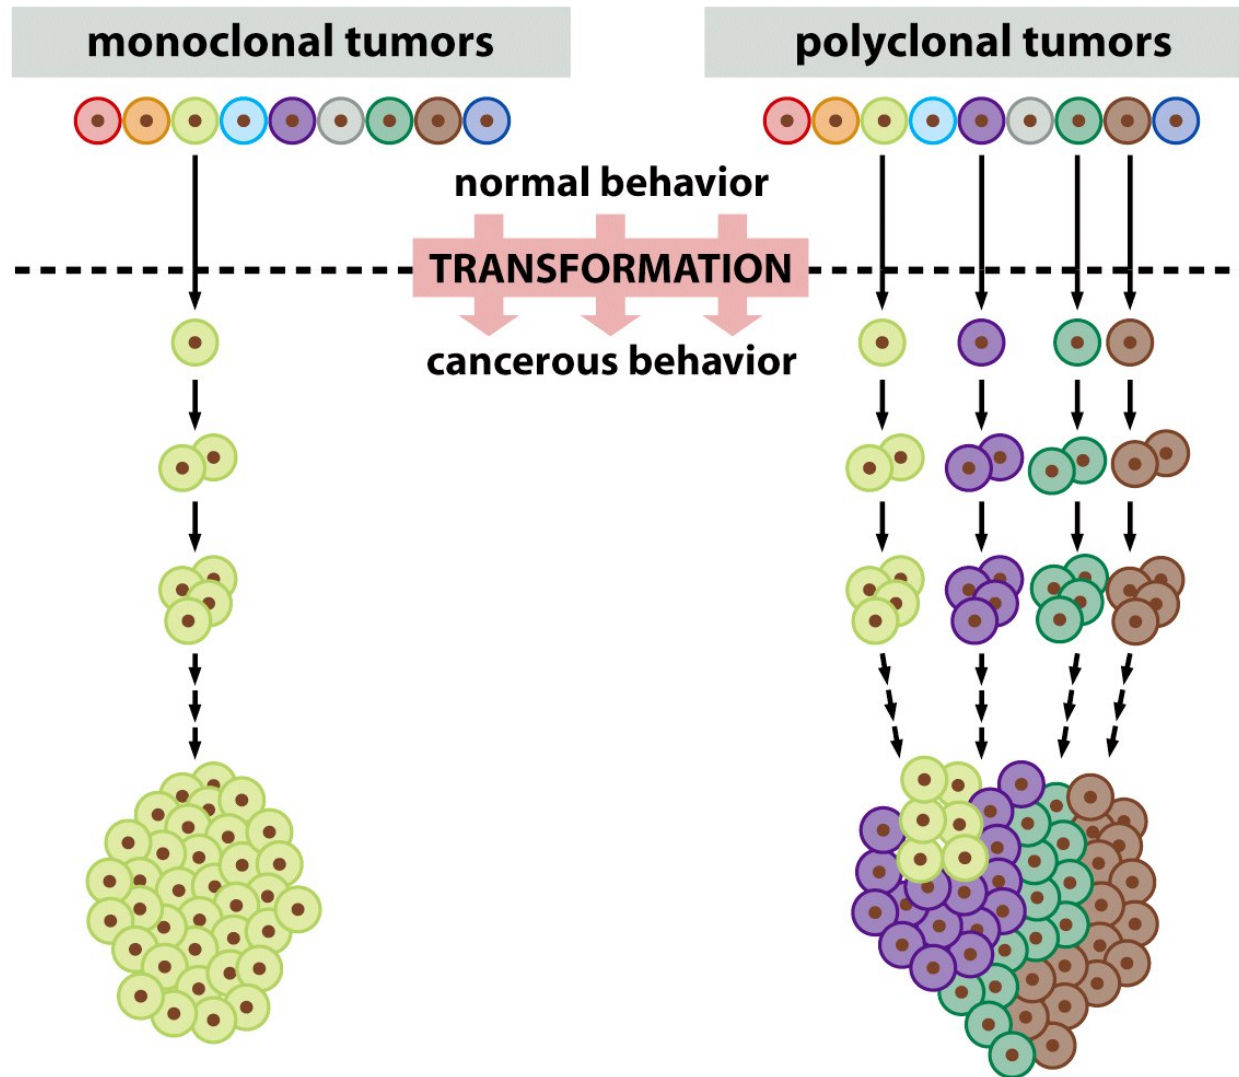 monoclonal tumors
polyclonal tumors
normal behavior
TRANSFORMATION
cancerous behavior